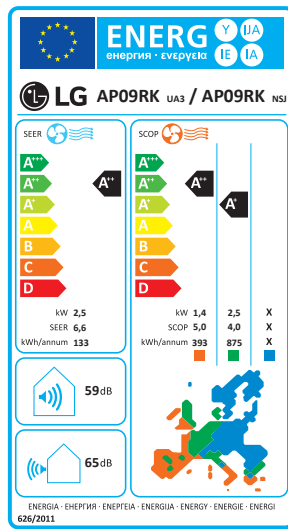 ENERG Y IJA
енергия · ενεργεία IE IA
LG AP09RK UA3 / AP09RK NSJ
SEER
A+++
A++
A+
A
B
C
D
A++
kW 2,5
SEER 6,6
kWh/annum 133
SCOP
A+++
A++
A+
A
B
C
D
A++
A+
kW 1,4 2,5 X
SCOP 5,0 4,0 X
kWh/annum 393 875 X
59dB
65dB
ENERGIA · ЕНЕРГИЯ · ΕΝΕΡΓΕΙΑ · ENERGIJA · ENERGY · ENERGIE · ENERGI
626/2011